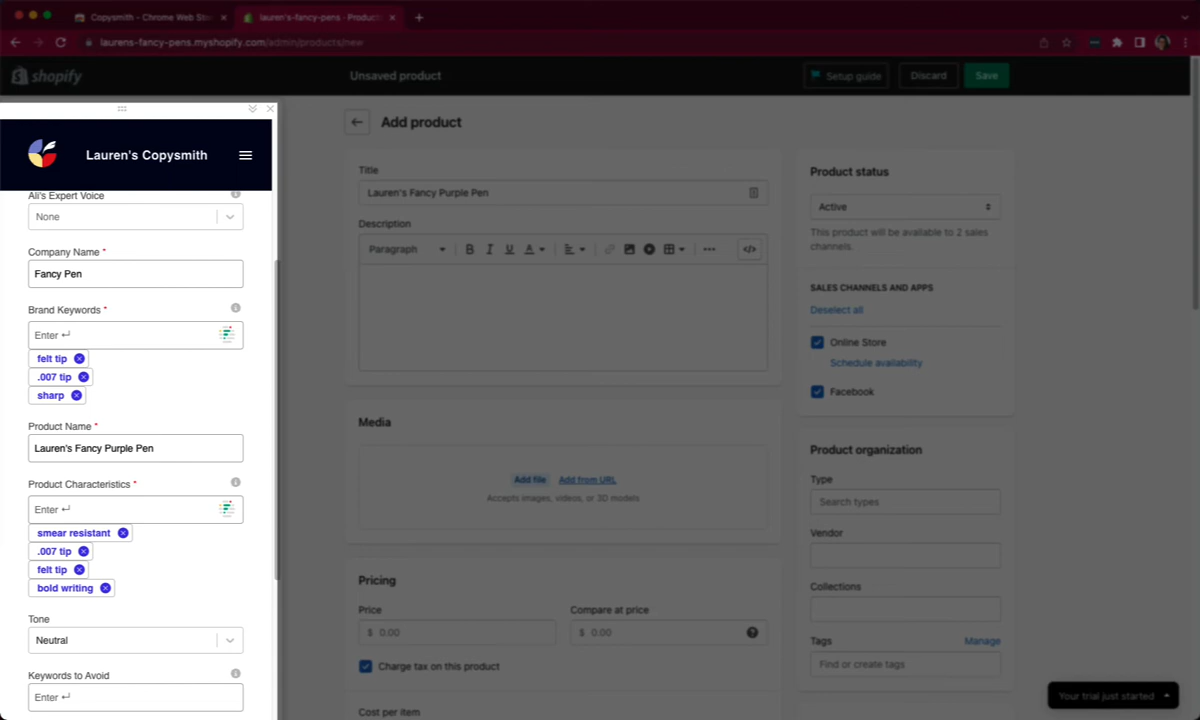 Copysmith - Chrome Web Sto
lauren's-fancy-pens · Product
laurens-fancy-pens.myshopify.com/admin/products/new
shopify
Unsaved product
Setup guide
Discard
Save
Lauren's Copysmith
Ali's Expert Voice
None
Company Name *
Fancy Pen
Brand Keywords *
Enter ↵
felt tip
.007 tip
sharp
Product Name *
Lauren's Fancy Purple Pen
Product Characteristics *
Enter ↵
smear resistant
.007 tip
felt tip
bold writing
Tone
Neutral
Keywords to Avoid
Enter ↵
Add product
Title
Lauren's Fancy Purple Pen
Description
Paragraph
B I U A
</>
Media
Add file Add from URL
Accepts images, videos, or 3D models
Pricing
Price
$ 0.00
Compare at price
$ 0.00
Charge tax on this product
Cost per item
Product status
Active
This product will be available to 2 sales
channels.
SALES CHANNELS AND APPS
Deselect all
Online Store
Schedule availability
Facebook
Product organization
Type
Search types
Vendor
Collections
Tags
Manage
Find or create tags
Your trial just started